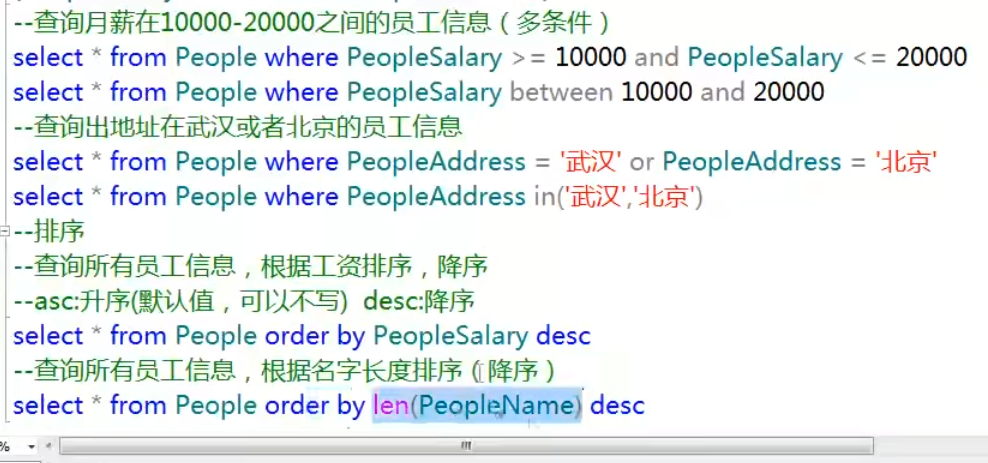 --查询月薪在10000-20000之间的员工信息（多条件）
select * from People where PeopleSalary >= 10000 and PeopleSalary <= 20000
select * from People where PeopleSalary between 10000 and 20000
--查询出地址在武汉或者北京的员工信息
select * from People where PeopleAddress = '武汉' or PeopleAddress = '北京'
select * from People where PeopleAddress in('武汉','北京')
--排序
--查询所有员工信息，根据工资排序，降序
--asc:升序(默认值，可以不写) desc:降序
select * from People order by PeopleSalary desc
--查询所有员工信息，根据名字长度排序（降序）
select * from People order by len(PeopleName) desc
%